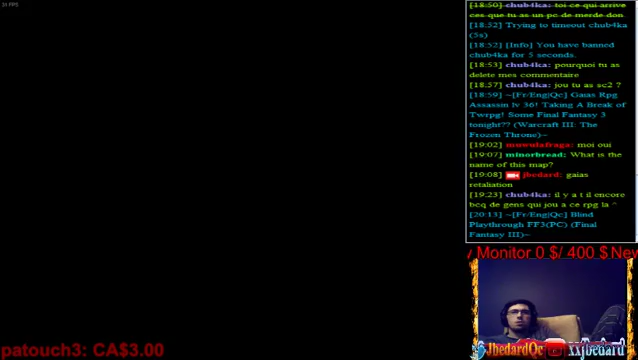 [18:50] chub4ka: toi ce qui arrive
ces que tu as un pc de merde don
[18:52] Trying to timeout chub4ka
(5s)
[18:52] [Info] You have banned
chub4ka for 5 seconds.
[18:53] chub4ka: pourquoi tu as
delete mes commentaire
[18:57] chub4ka: jou tu as sc2 ?
[18:59] ~[Fr/Eng|Qc] Gaias Rpg
Assassin lv 36! Taking A Break of
Twrpg! Some Final Fantasy 3
tonight?? (Warcraft III: The
Frozen Throne)~
[19:02] muwulafraga: moi oui
[19:07] minorbread: What is the
name of this map?
[19:08] jbedard: gaias
retaliation
[19:23] chub4ka: il y a t il encore
bcq de gens qui jou a ce rpg la ^
[20:13] ~[Fr/Eng|Qc] Blind
Playthrough FF3(PC) (Final
Fantasy III)~
Monitor 0 $/ 400 $ New
JbedardQc
xxjbedard
patouch3: CA$3.00